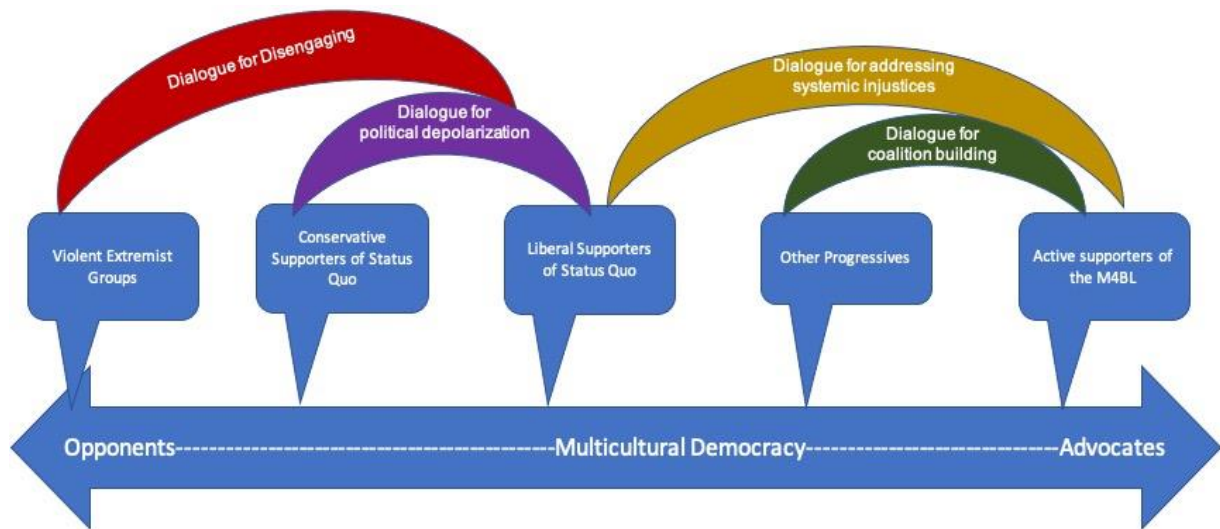 Dialogue for Disengaging
Dialogue for
political depolarization
Dialogue for addressing
systemic injustices
Dialogue for
coalition building
Violent Extremist
Groups
Conservative
Supporters of Status
Quo
Liberal Supporters
of Status Quo
Other Progressives
Active supporters of
the M4BL
Opponents------------------------------------------------------Multicultural Democracy------------------------------------Advocates